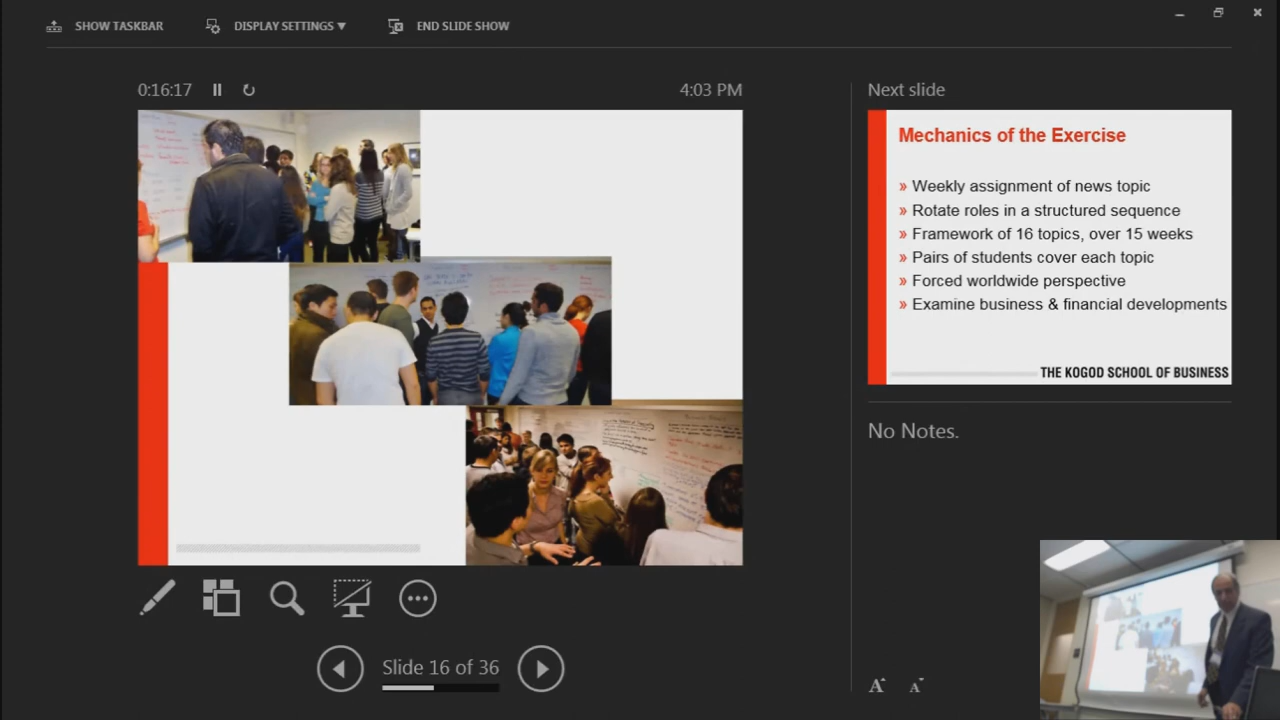 SHOW TASKBAR
DISPLAY SETTINGS ▼
END SLIDE SHOW
0:16:17
4:03 PM
Next slide
Mechanics of the Exercise
» Weekly assignment of news topic
» Rotate roles in a structured sequence
» Framework of 16 topics, over 15 weeks
» Pairs of students cover each topic
» Forced worldwide perspective
» Examine business & financial developments
THE KOGOD SCHOOL OF BUSINESS
No Notes.
Slide 16 of 36
A A